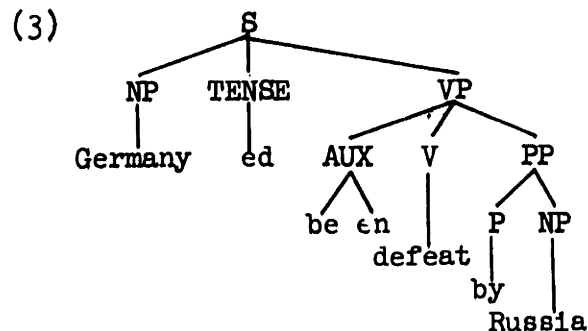 (3)
S
NP TENSE VP
Germany ed AUX V PP
be en P NP
defeat
by
Russia